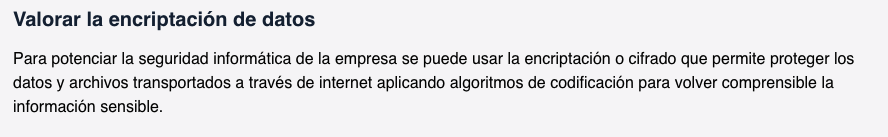 Valorar la encriptación de datos
Para potenciar la seguridad informática de la empresa se puede usar la encriptación o cifrado que permite proteger los
datos y archivos transportados a través de internet aplicando algoritmos de codificación para volver comprensible la
información sensible.